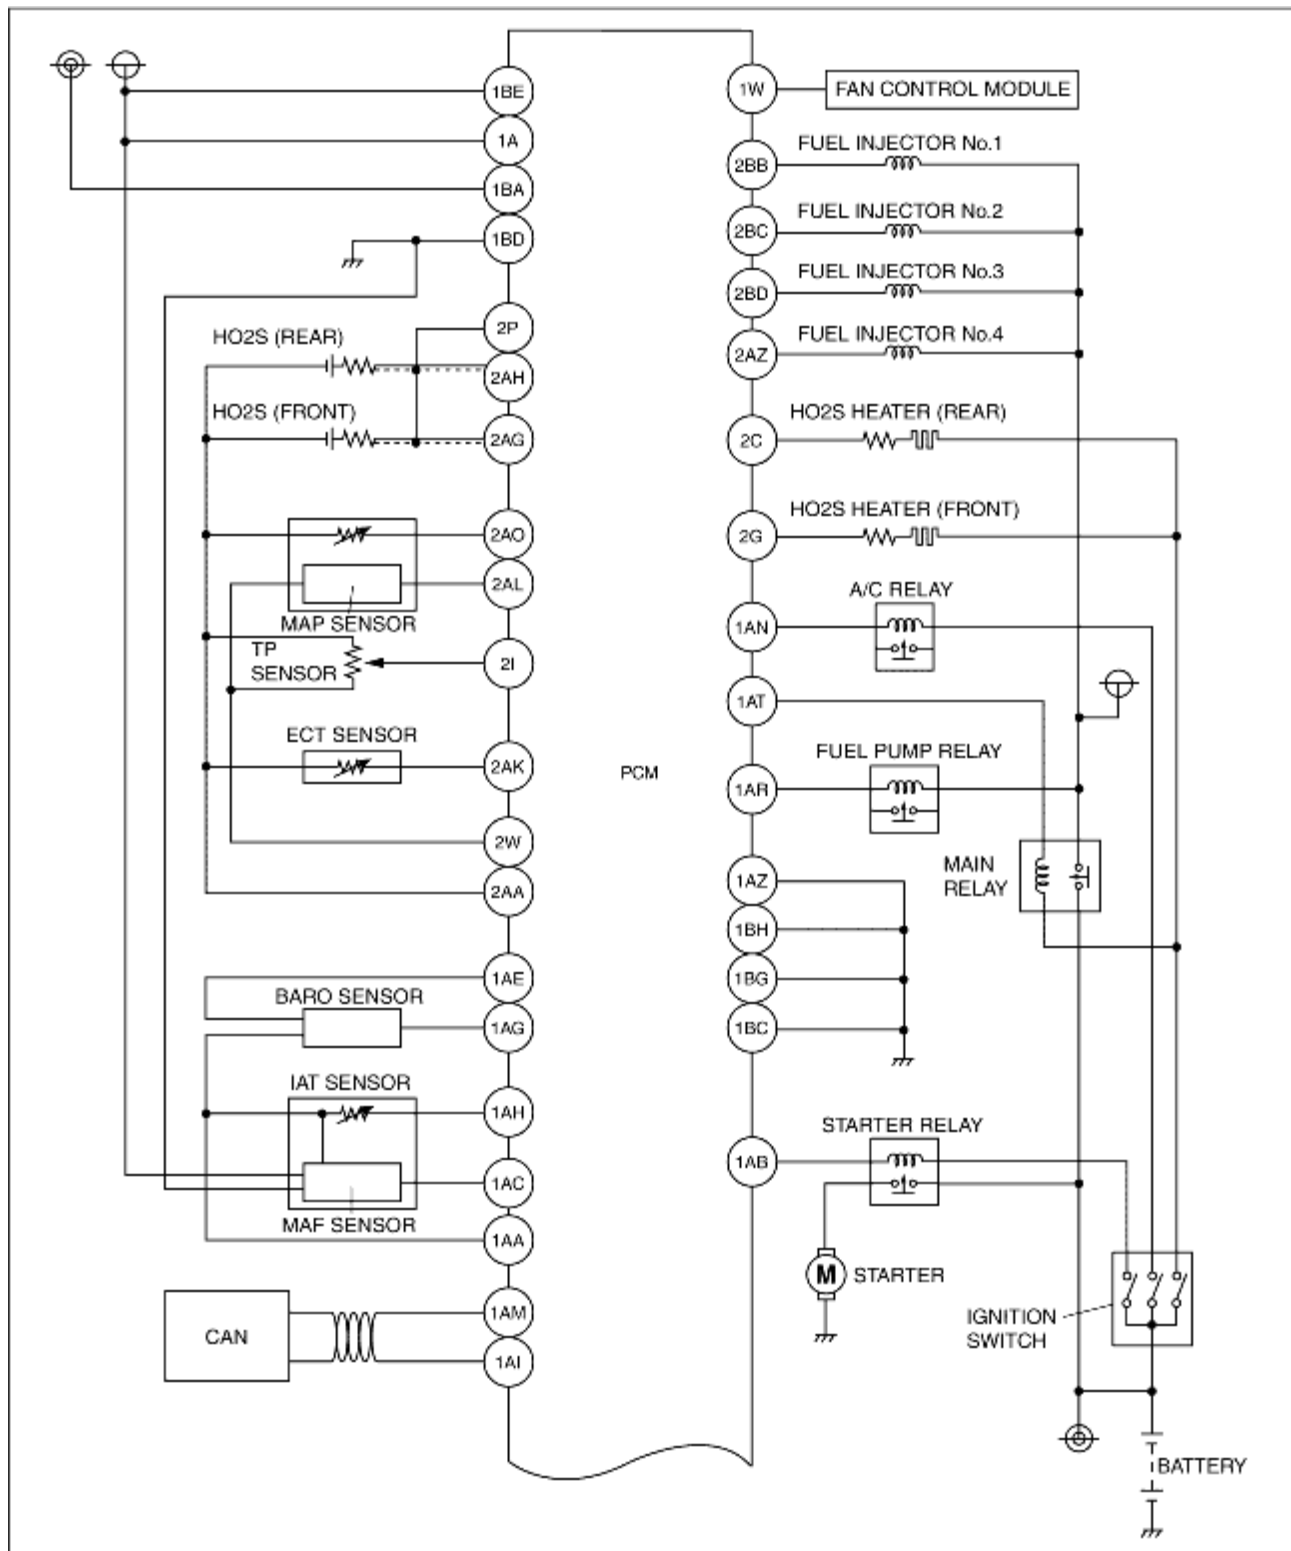 1BE
1A
1BA
1BD
2P
HO2S (REAR)
2AH
HO2S (FRONT)
2AG
2AO
2AL
MAP SENSOR
TP
SENSOR
2I
ECT SENSOR
2AK
2W
2AA
1AE
BARO SENSOR
1AG
IAT SENSOR
1AH
1AC
MAF SENSOR
1AA
CAN
1AM
1AI
PCM
1W
FAN CONTROL MODULE
FUEL INJECTOR No.1
2BB
FUEL INJECTOR No.2
2BC
FUEL INJECTOR No.3
2BD
FUEL INJECTOR No.4
2AZ
HO2S HEATER (REAR)
2C
HO2S HEATER (FRONT)
2G
A/C RELAY
1AN
1AT
FUEL PUMP RELAY
1AR
MAIN
RELAY
1AZ
1BH
1BG
1BC
STARTER RELAY
1AB
M
STARTER
IGNITION
SWITCH
BATTERY